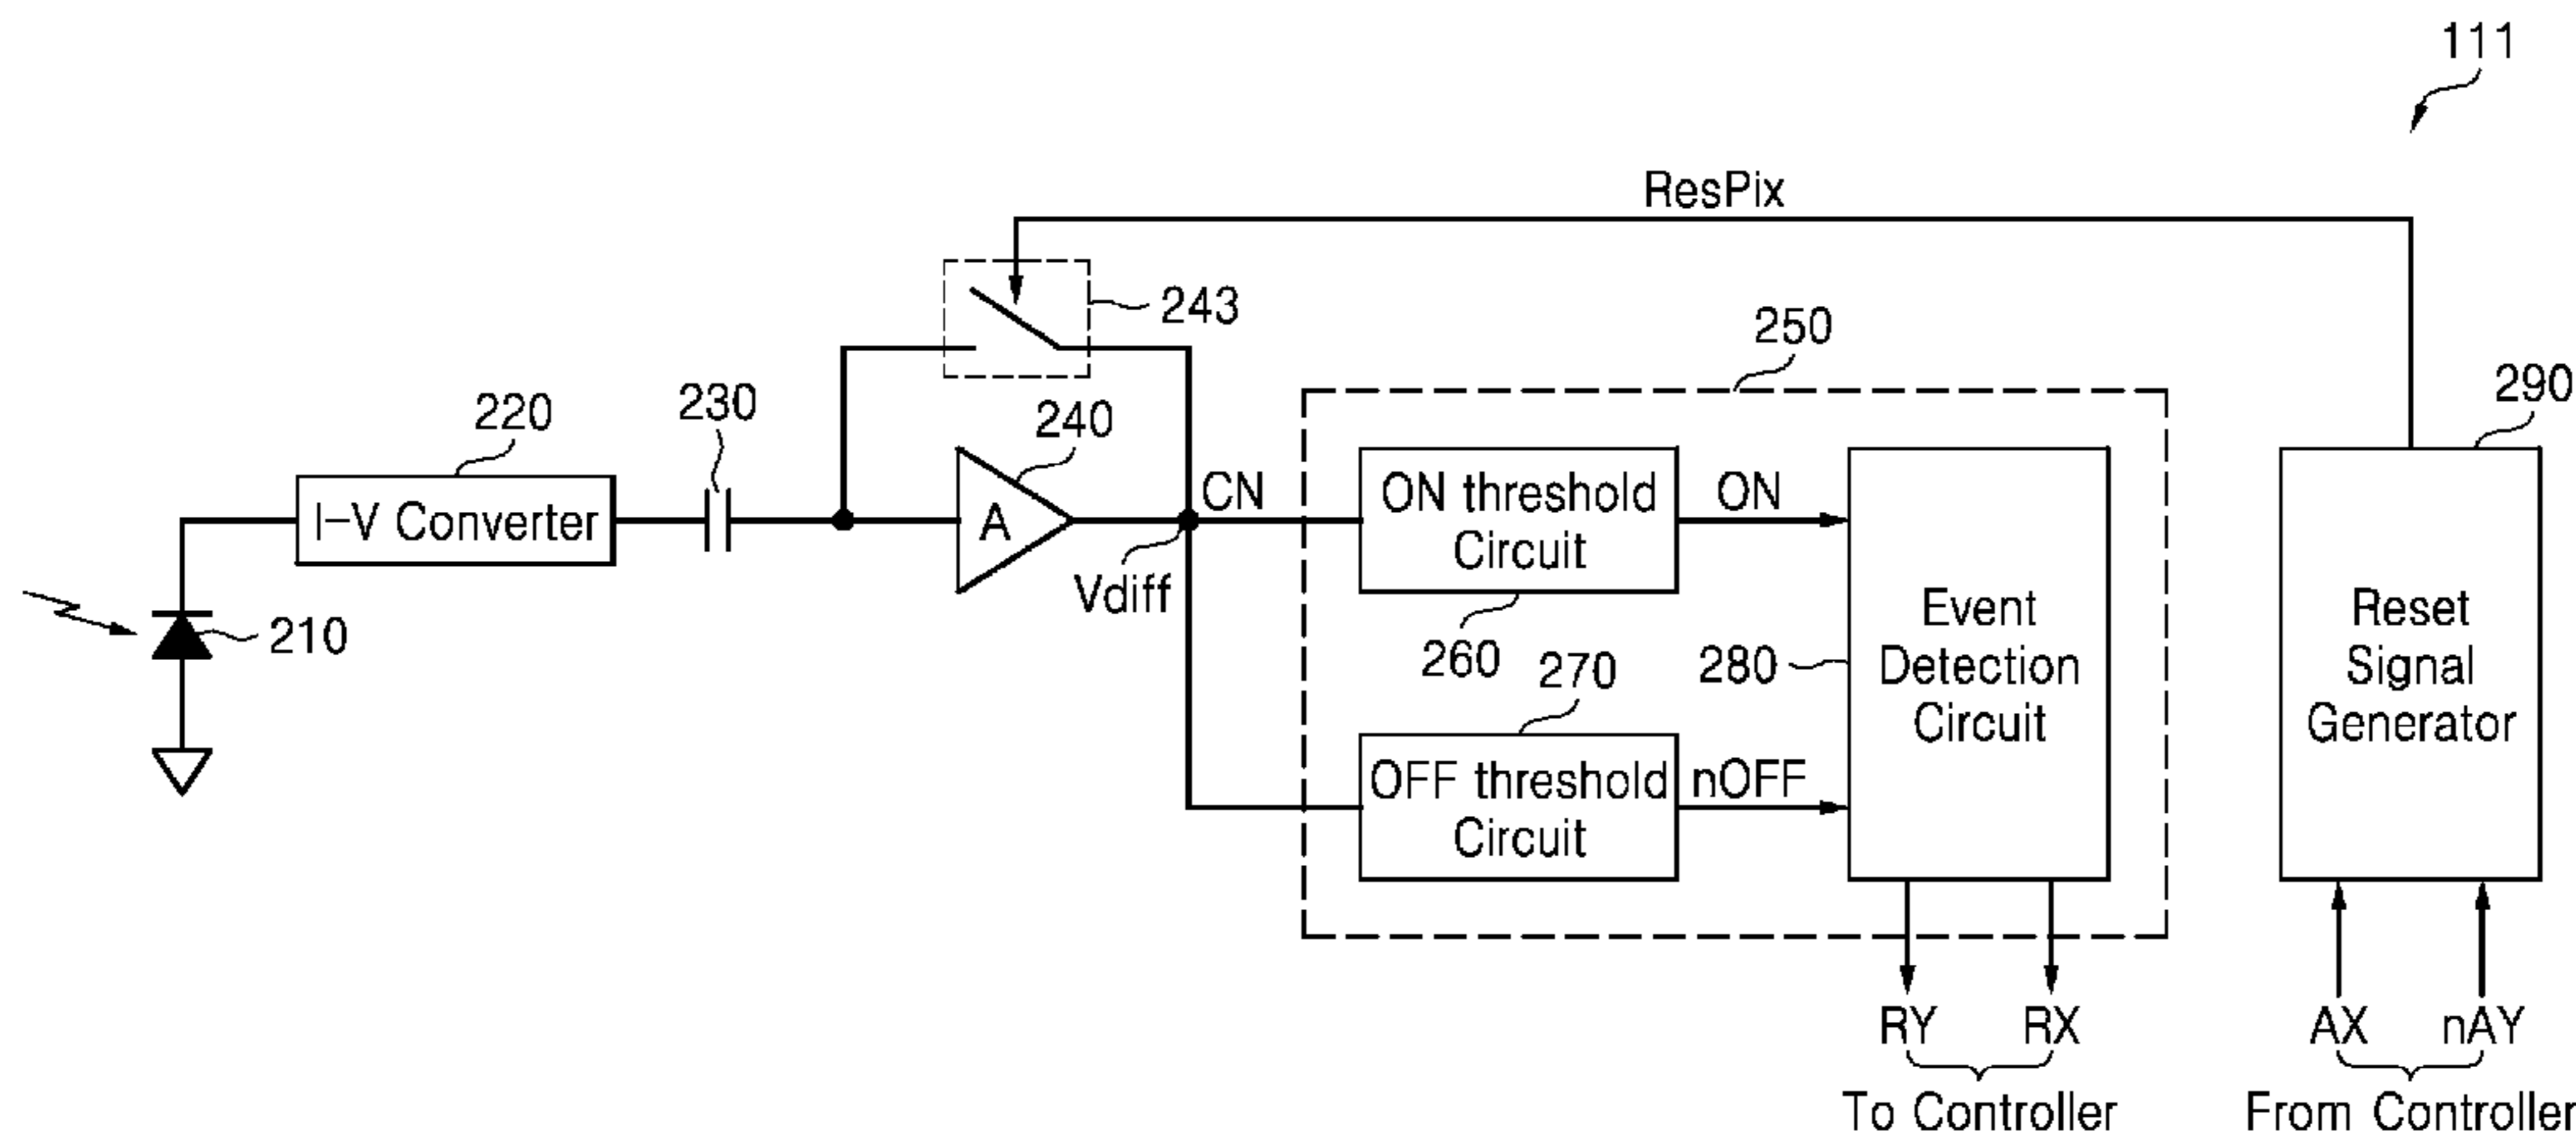 111
ResPix
243
250
290
220
230
240
I-V Converter
A
CN
ON threshold
Circuit
ON
Vdiff
210
260
270
280
Event
Detection
Circuit
Reset
Signal
Generator
OFF threshold
Circuit
nOFF
RY
RX
AX
nAY
To Controller
From Controller